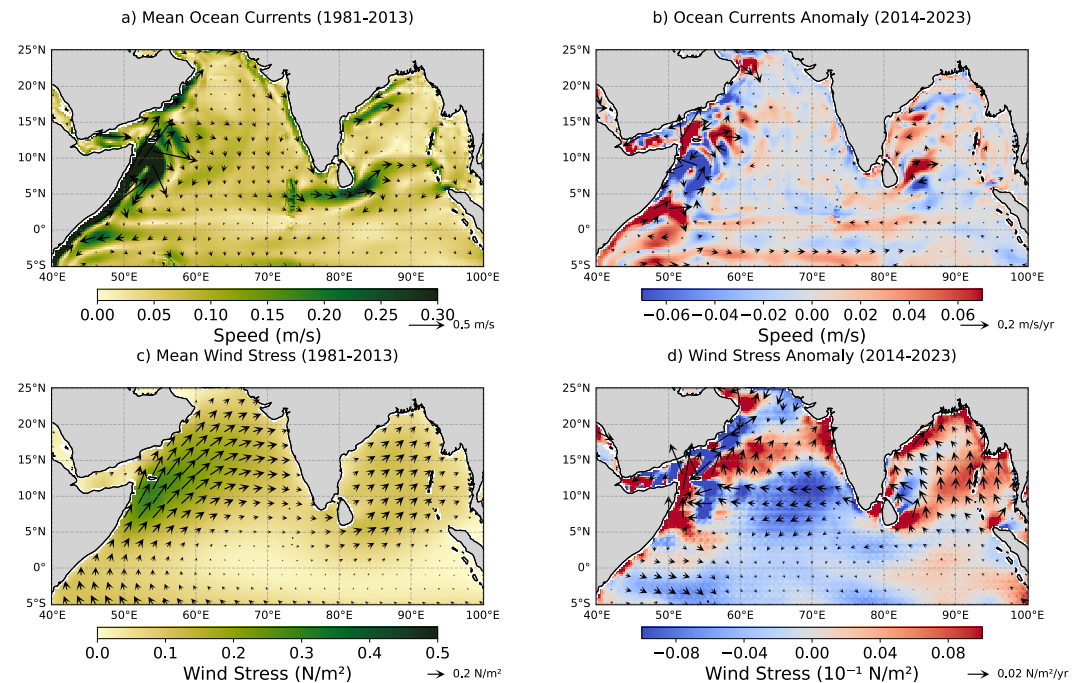 a) Mean Ocean Currents (1981-2013)
b) Ocean Currents Anomaly (2014-2023)
25°N
20°N
15°N
10°N
5°N
0°
5°S
40°E
50°E
60°E
70°E
80°E
90°E
100°E
25°N
20°N
15°N
10°N
5°N
0°
5°S
40°E
50°E
60°E
70°E
80°E
90°E
100°E
0.00 0.05 0.10 0.15 0.20 0.25 0.30
Speed (m/s)
0.5 m/s
−0.06 −0.04 −0.02 0.00 0.02 0.04 0.06
Speed (m/s)
0.2 m/s/yr
c) Mean Wind Stress (1981-2013)
d) Wind Stress Anomaly (2014-2023)
25°N
20°N
15°N
10°N
5°N
0°
5°S
40°E
50°E
60°E
70°E
80°E
90°E
100°E
25°N
20°N
15°N
10°N
5°N
0°
5°S
40°E
50°E
60°E
70°E
80°E
90°E
100°E
0.0 0.1 0.2 0.3 0.4 0.5
Wind Stress (N/m²)
0.2 N/m²
−0.08 −0.04 0.00 0.04 0.08
Wind Stress (10⁻¹ N/m²)
0.02 N/m²/yr